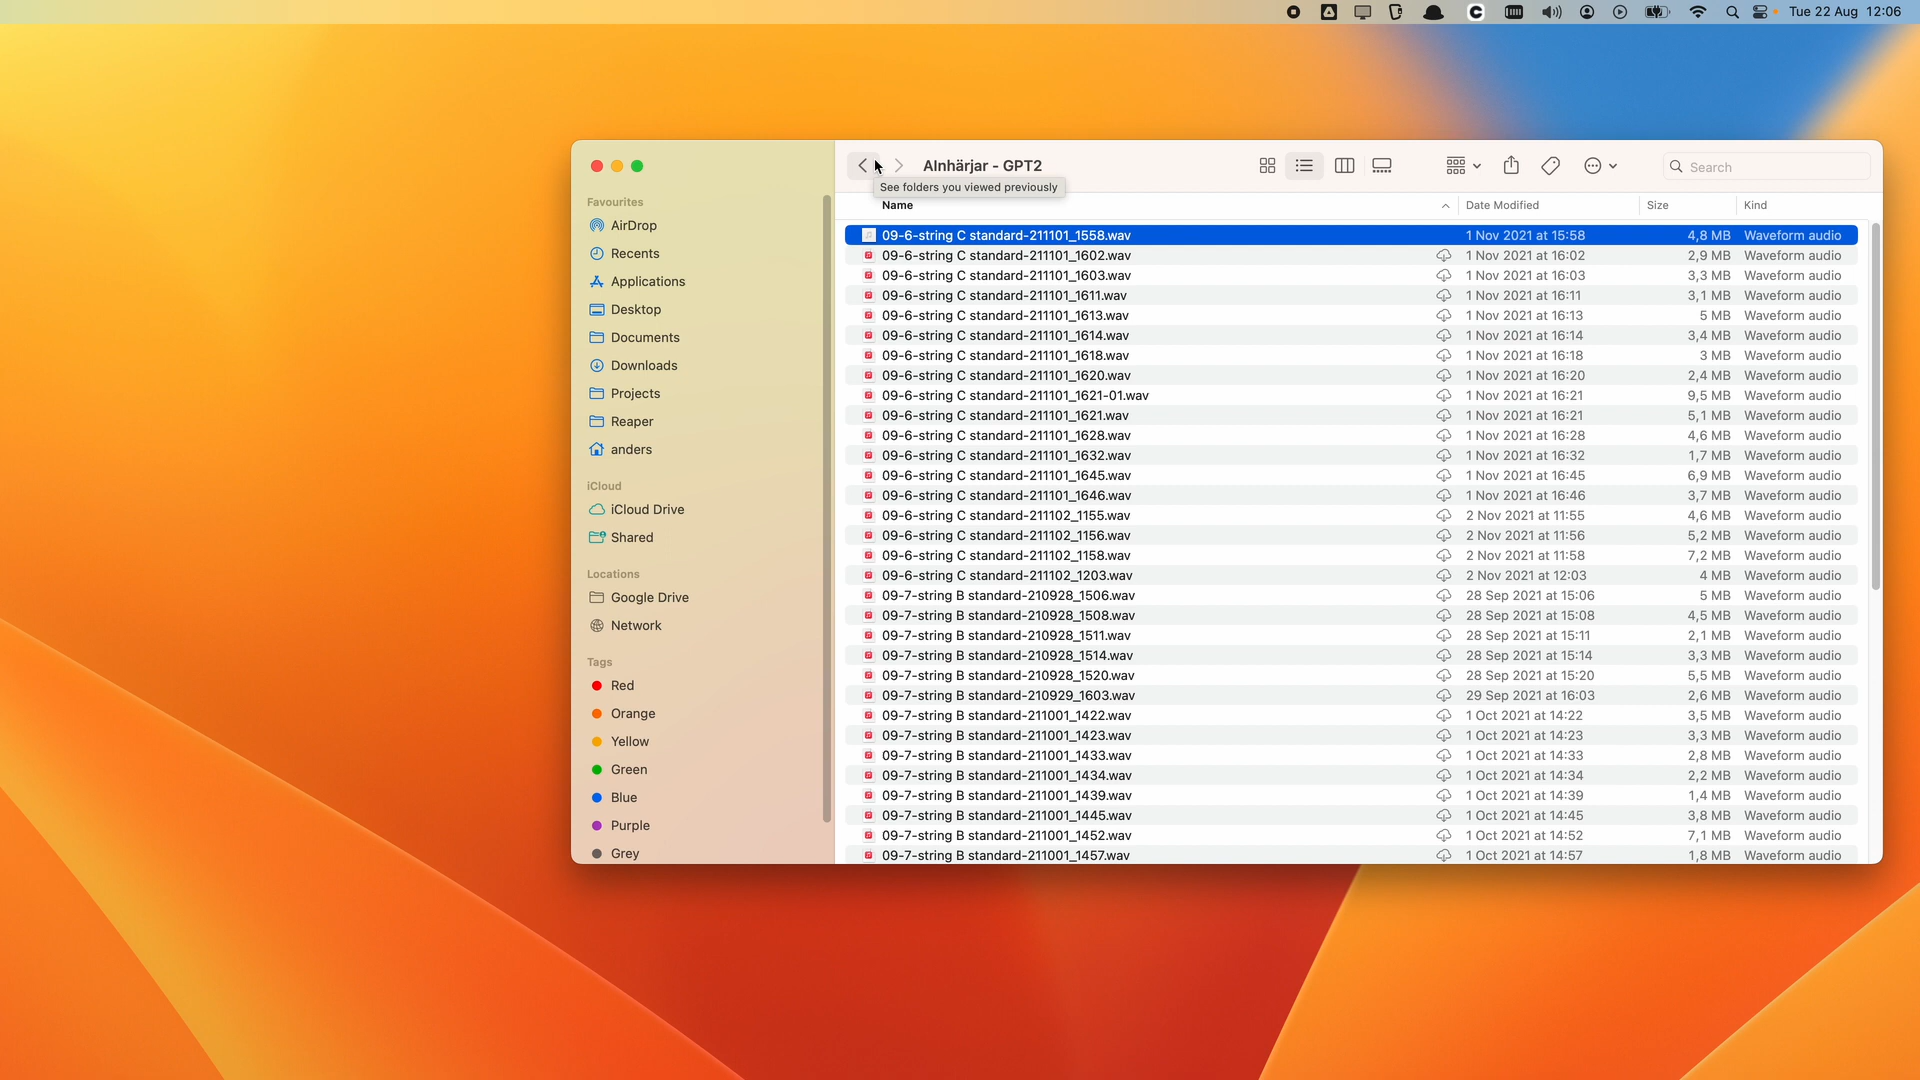 Tue 22 Aug 12:06
AInhärjar - GPT2
Search
See folders you viewed previously
Name Date Modified Size Kind
Favourites
AirDrop
Recents
Applications
Desktop
Documents
Downloads
Projects
Reaper
anders
iCloud
iCloud Drive
Shared
Locations
Google Drive
Network
Tags
Red
Orange
Yellow
Green
Blue
Purple
Grey
09-6-string C standard-211101_1558.wav 1 Nov 2021 at 15:58 4,8 MB Waveform audio
09-6-string C standard-211101_1602.wav 1 Nov 2021 at 16:02 2,9 MB Waveform audio
09-6-string C standard-211101_1603.wav 1 Nov 2021 at 16:03 3,3 MB Waveform audio
09-6-string C standard-211101_1611.wav 1 Nov 2021 at 16:11 3,1 MB Waveform audio
09-6-string C standard-211101_1613.wav 1 Nov 2021 at 16:13 5 MB Waveform audio
09-6-string C standard-211101_1614.wav 1 Nov 2021 at 16:14 3,4 MB Waveform audio
09-6-string C standard-211101_1618.wav 1 Nov 2021 at 16:18 3 MB Waveform audio
09-6-string C standard-211101_1620.wav 1 Nov 2021 at 16:20 2,4 MB Waveform audio
09-6-string C standard-211101_1621-01.wav 1 Nov 2021 at 16:21 9,5 MB Waveform audio
09-6-string C standard-211101_1621.wav 1 Nov 2021 at 16:21 5,1 MB Waveform audio
09-6-string C standard-211101_1628.wav 1 Nov 2021 at 16:28 4,6 MB Waveform audio
09-6-string C standard-211101_1632.wav 1 Nov 2021 at 16:32 1,7 MB Waveform audio
09-6-string C standard-211101_1645.wav 1 Nov 2021 at 16:45 6,9 MB Waveform audio
09-6-string C standard-211101_1646.wav 1 Nov 2021 at 16:46 3,7 MB Waveform audio
09-6-string C standard-211102_1155.wav 2 Nov 2021 at 11:55 4,6 MB Waveform audio
09-6-string C standard-211102_1156.wav 2 Nov 2021 at 11:56 5,2 MB Waveform audio
09-6-string C standard-211102_1158.wav 2 Nov 2021 at 11:58 7,2 MB Waveform audio
09-6-string C standard-211102_1203.wav 2 Nov 2021 at 12:03 4 MB Waveform audio
09-7-string B standard-210928_1506.wav 28 Sep 2021 at 15:06 5 MB Waveform audio
09-7-string B standard-210928_1508.wav 28 Sep 2021 at 15:08 4,5 MB Waveform audio
09-7-string B standard-210928_1511.wav 28 Sep 2021 at 15:11 2,1 MB Waveform audio
09-7-string B standard-210928_1514.wav 28 Sep 2021 at 15:14 3,3 MB Waveform audio
09-7-string B standard-210928_1520.wav 28 Sep 2021 at 15:20 5,5 MB Waveform audio
09-7-string B standard-210929_1603.wav 29 Sep 2021 at 16:03 2,6 MB Waveform audio
09-7-string B standard-211001_1422.wav 1 Oct 2021 at 14:22 3,5 MB Waveform audio
09-7-string B standard-211001_1423.wav 1 Oct 2021 at 14:23 3,3 MB Waveform audio
09-7-string B standard-211001_1433.wav 1 Oct 2021 at 14:33 2,8 MB Waveform audio
09-7-string B standard-211001_1434.wav 1 Oct 2021 at 14:34 2,2 MB Waveform audio
09-7-string B standard-211001_1439.wav 1 Oct 2021 at 14:39 1,4 MB Waveform audio
09-7-string B standard-211001_1445.wav 1 Oct 2021 at 14:45 3,8 MB Waveform audio
09-7-string B standard-211001_1452.wav 1 Oct 2021 at 14:52 7,1 MB Waveform audio
09-7-string B standard-211001_1457.wav 1 Oct 2021 at 14:57 1,8 MB Waveform audio